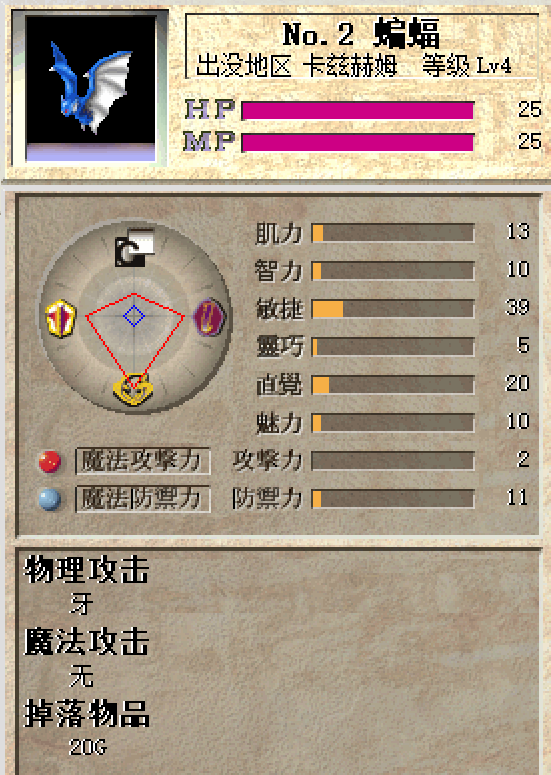 No. 2 蝙蝠
出没地区 卡兹赫姆 等级 Lv4
HP 25
MP 25
肌力 13
智力 10
敏捷 39
靈巧 5
直覺 20
魅力 10
魔法攻撃力 攻撃力 2
魔法防禦力 防禦力 11
物理攻击
牙
魔法攻击
无
掉落物品
20G